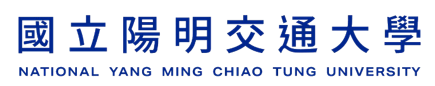 國立陽明交通大學
NATIONAL YANG MING CHIAO TUNG UNIVERSITY